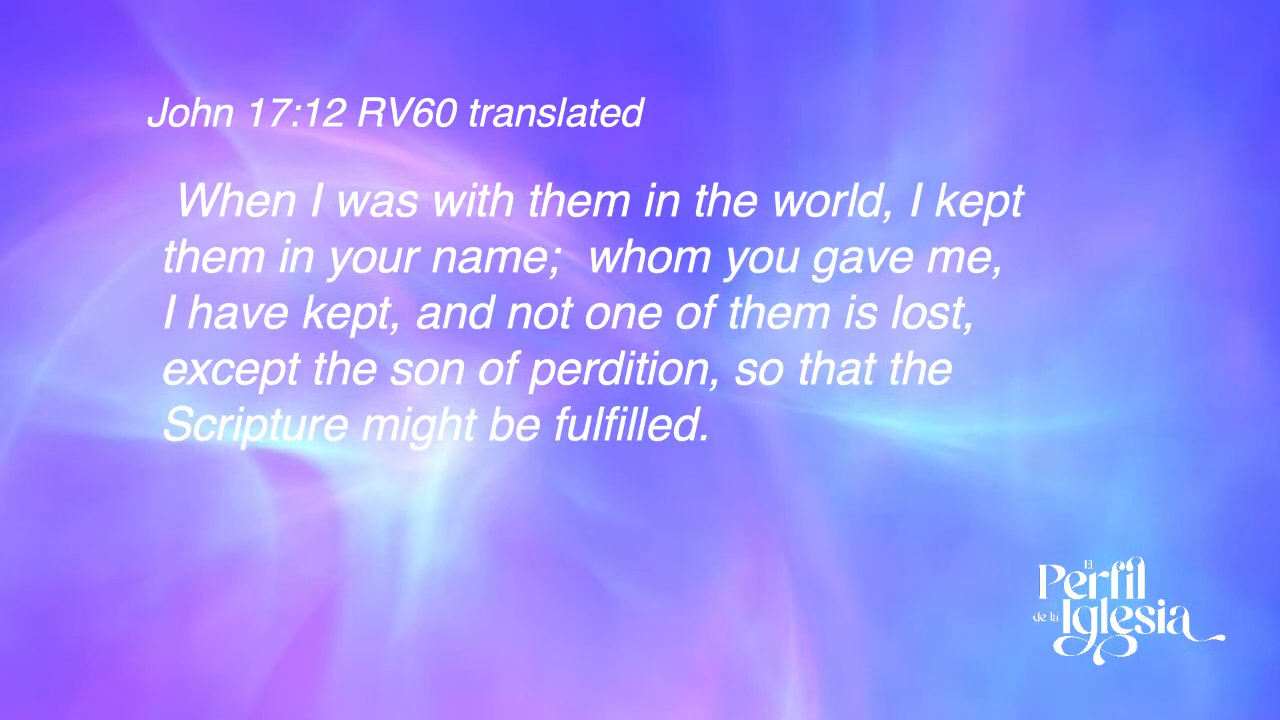 John 17:12 RV60 translated
When I was with them in the world, I kept
them in your name;  whom you gave me,
I have kept, and not one of them is lost,
except the son of perdition, so that the
Scripture might be fulfilled.
El
Perfil
de la Iglesia